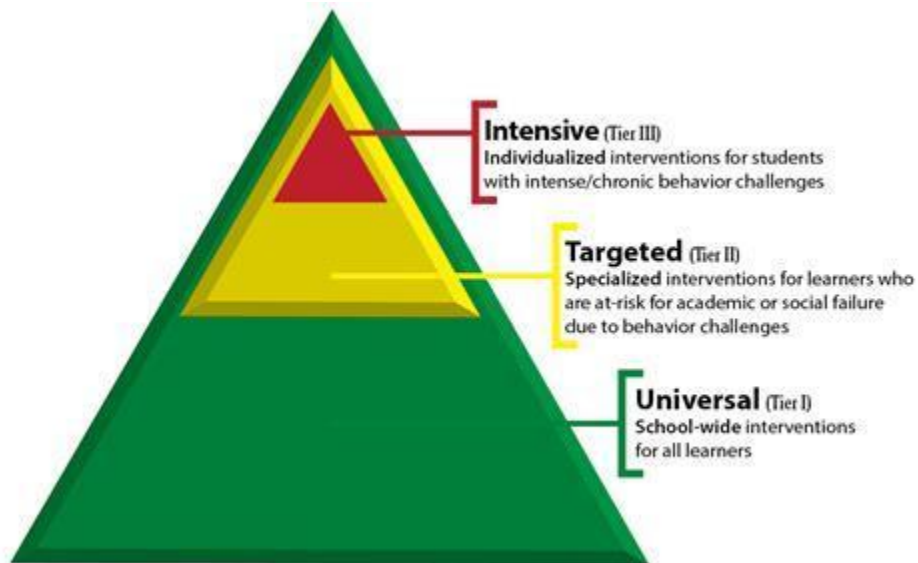 Intensive (Tier III)
Individualized interventions for students
with intense/chronic behavior challenges
Targeted (Tier II)
Specialized interventions for learners who
are at-risk for academic or social failure
due to behavior challenges
Universal (Tier I)
School-wide interventions
for all learners